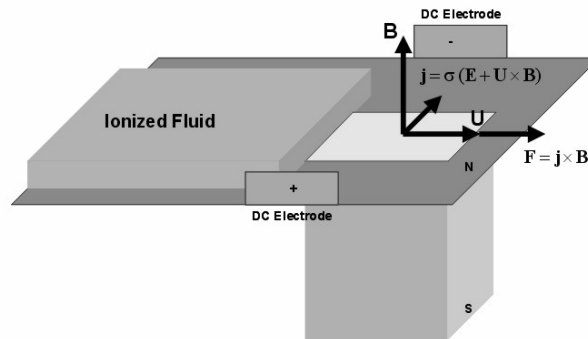 DC Electrode
-
B
j = σ (E + U × B)
Ionized Fluid
U
F = j × B
N
+
DC Electrode
S